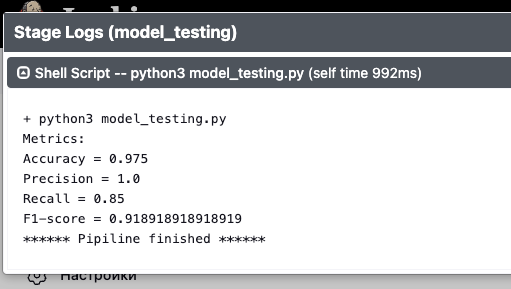 Stage Logs (model_testing)
Shell Script -- python3 model_testing.py (self time 992ms)
+ python3 model_testing.py
Metrics:
Accuracy = 0.975
Precision = 1.0
Recall = 0.85
F1-score = 0.918918918918919
****** Pipiline finished ******
Настройки